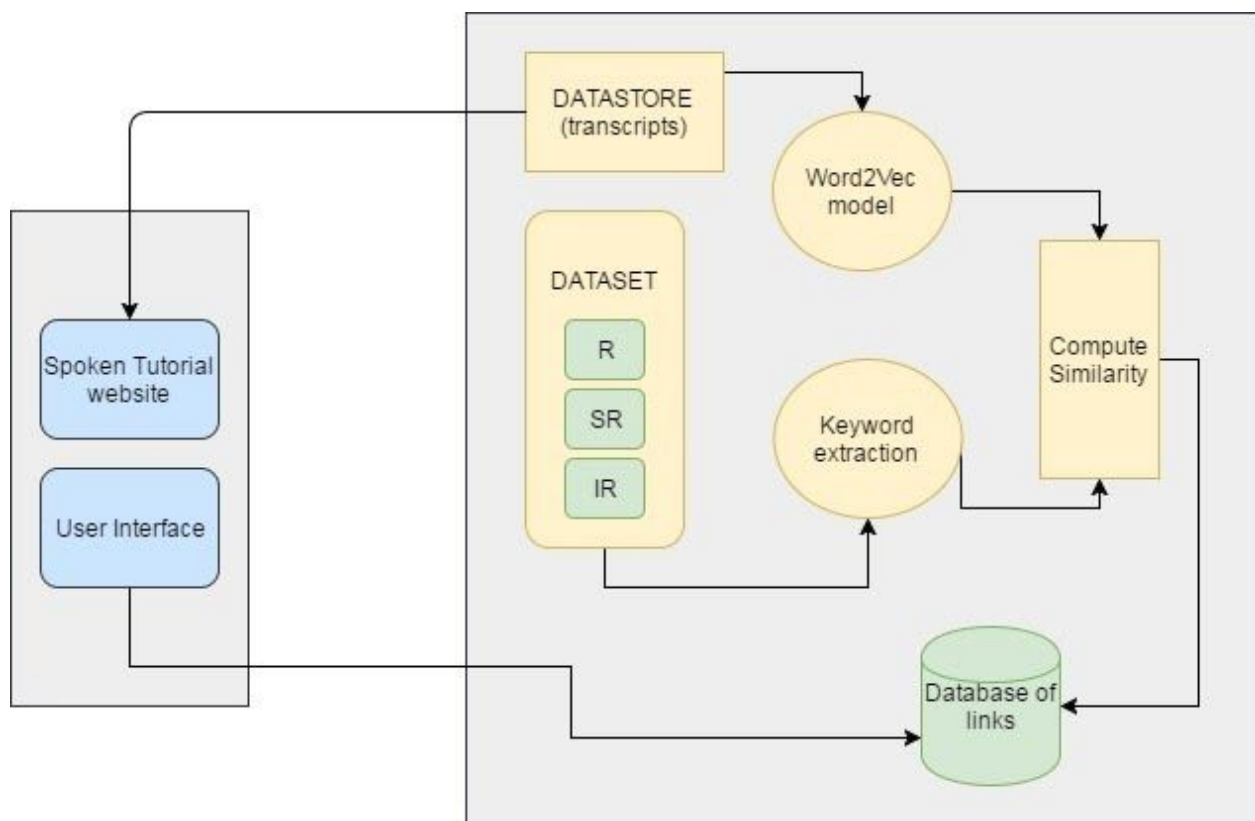 DATASTORE
(transcripts)
Word2Vec
model
DATASET
R
SR
IR
Keyword
extraction
Compute
Similarity
Spoken Tutorial
website
User Interface
Database of
links